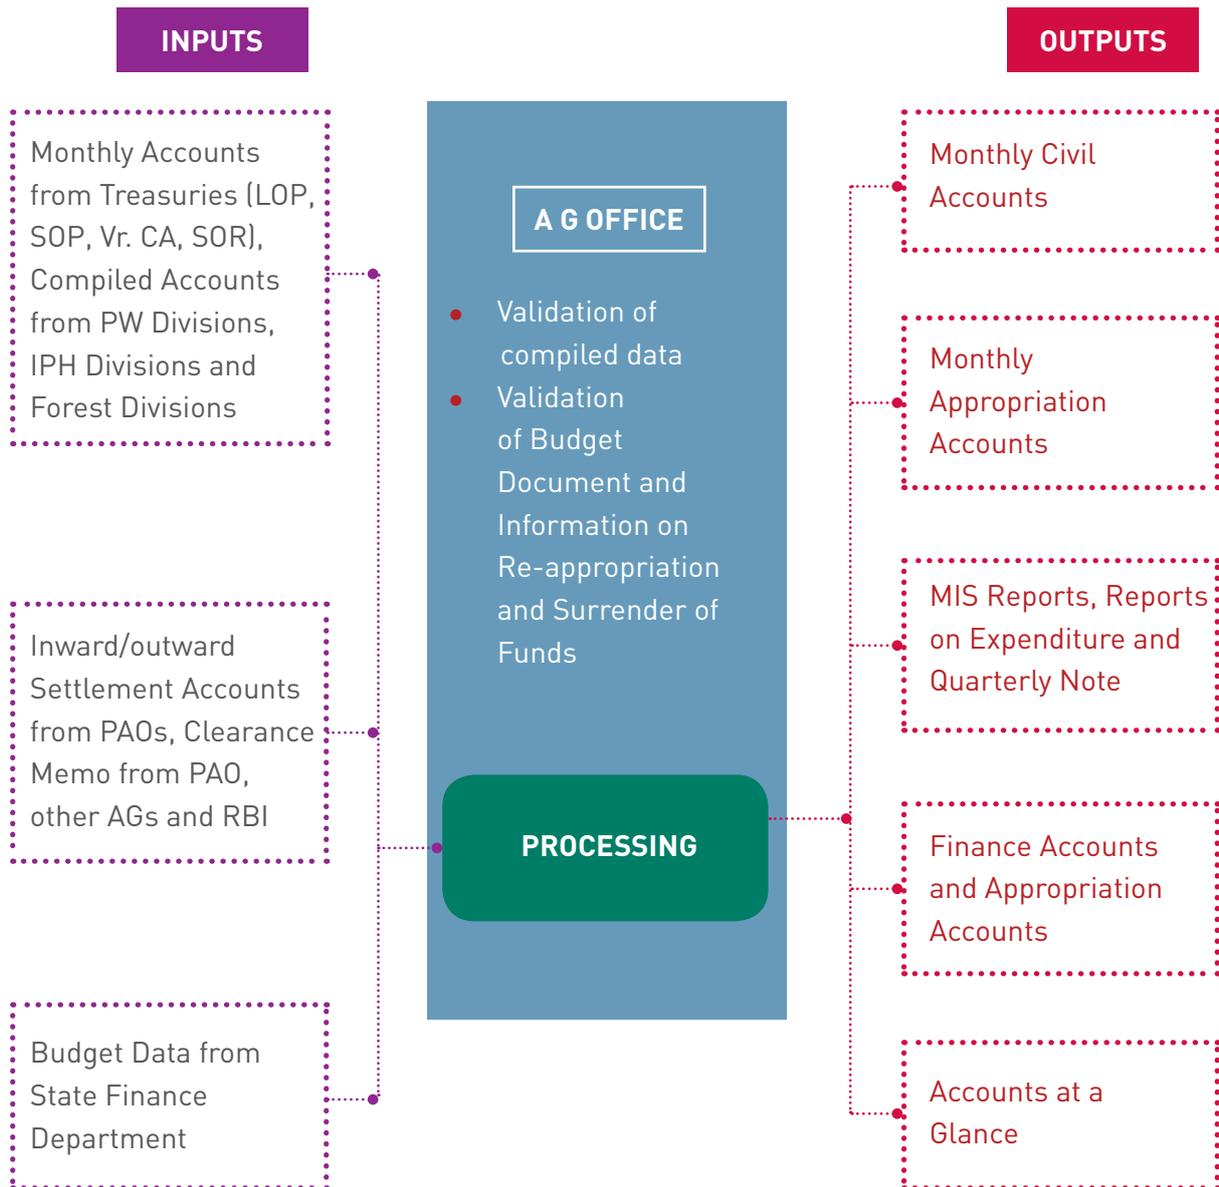 INPUTS
Monthly Accounts
from Treasuries (LOP,
SOP, Vr. CA, SOR),
Compiled Accounts
from PW Divisions,
IPH Divisions and
Forest Divisions
Inward/outward
Settlement Accounts
from PAOs, Clearance
Memo from PAO,
other AGs and RBI
Budget Data from
State Finance
Department
A G OFFICE
• Validation of
compiled data
• Validation
of Budget
Document and
Information on
Re-appropriation
and Surrender of
Funds
PROCESSING
OUTPUTS
Monthly Civil
Accounts
Monthly
Appropriation
Accounts
MIS Reports, Reports
on Expenditure and
Quarterly Note
Finance Accounts
and Appropriation
Accounts
Accounts at a
Glance